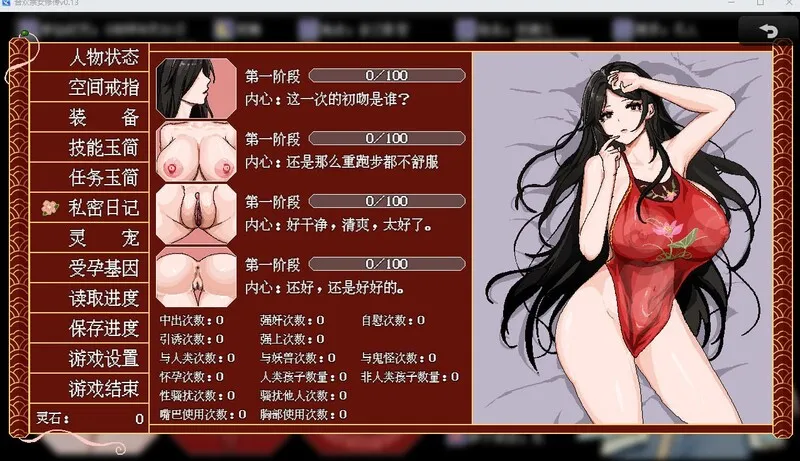 人物状态
空间戒指
装 备
技能玉简
任务玉简
私密日记
灵 宠
受孕基因
读取进度
保存进度
游戏设置
游戏结束
灵石： 0
第一阶段 0/100
内心：这一次的初吻是谁？
第一阶段 0/100
内心：还是那么重跑步都不舒服
第一阶段 0/100
内心：好干净，清爽，太好了。
第一阶段 0/100
内心：还好，还是好好的。
中出次数：0 强奸次数：0 自慰次数：0
引诱次数：0 强上次数：0
与人类次数：0 与妖兽次数：0 与鬼怪次数：0
怀孕次数：0 人类孩子数量：0 非人类孩子数量：0
性骚扰次数：0 骚扰他人次数：0
嘴巴使用次数：0 胸部使用次数：0